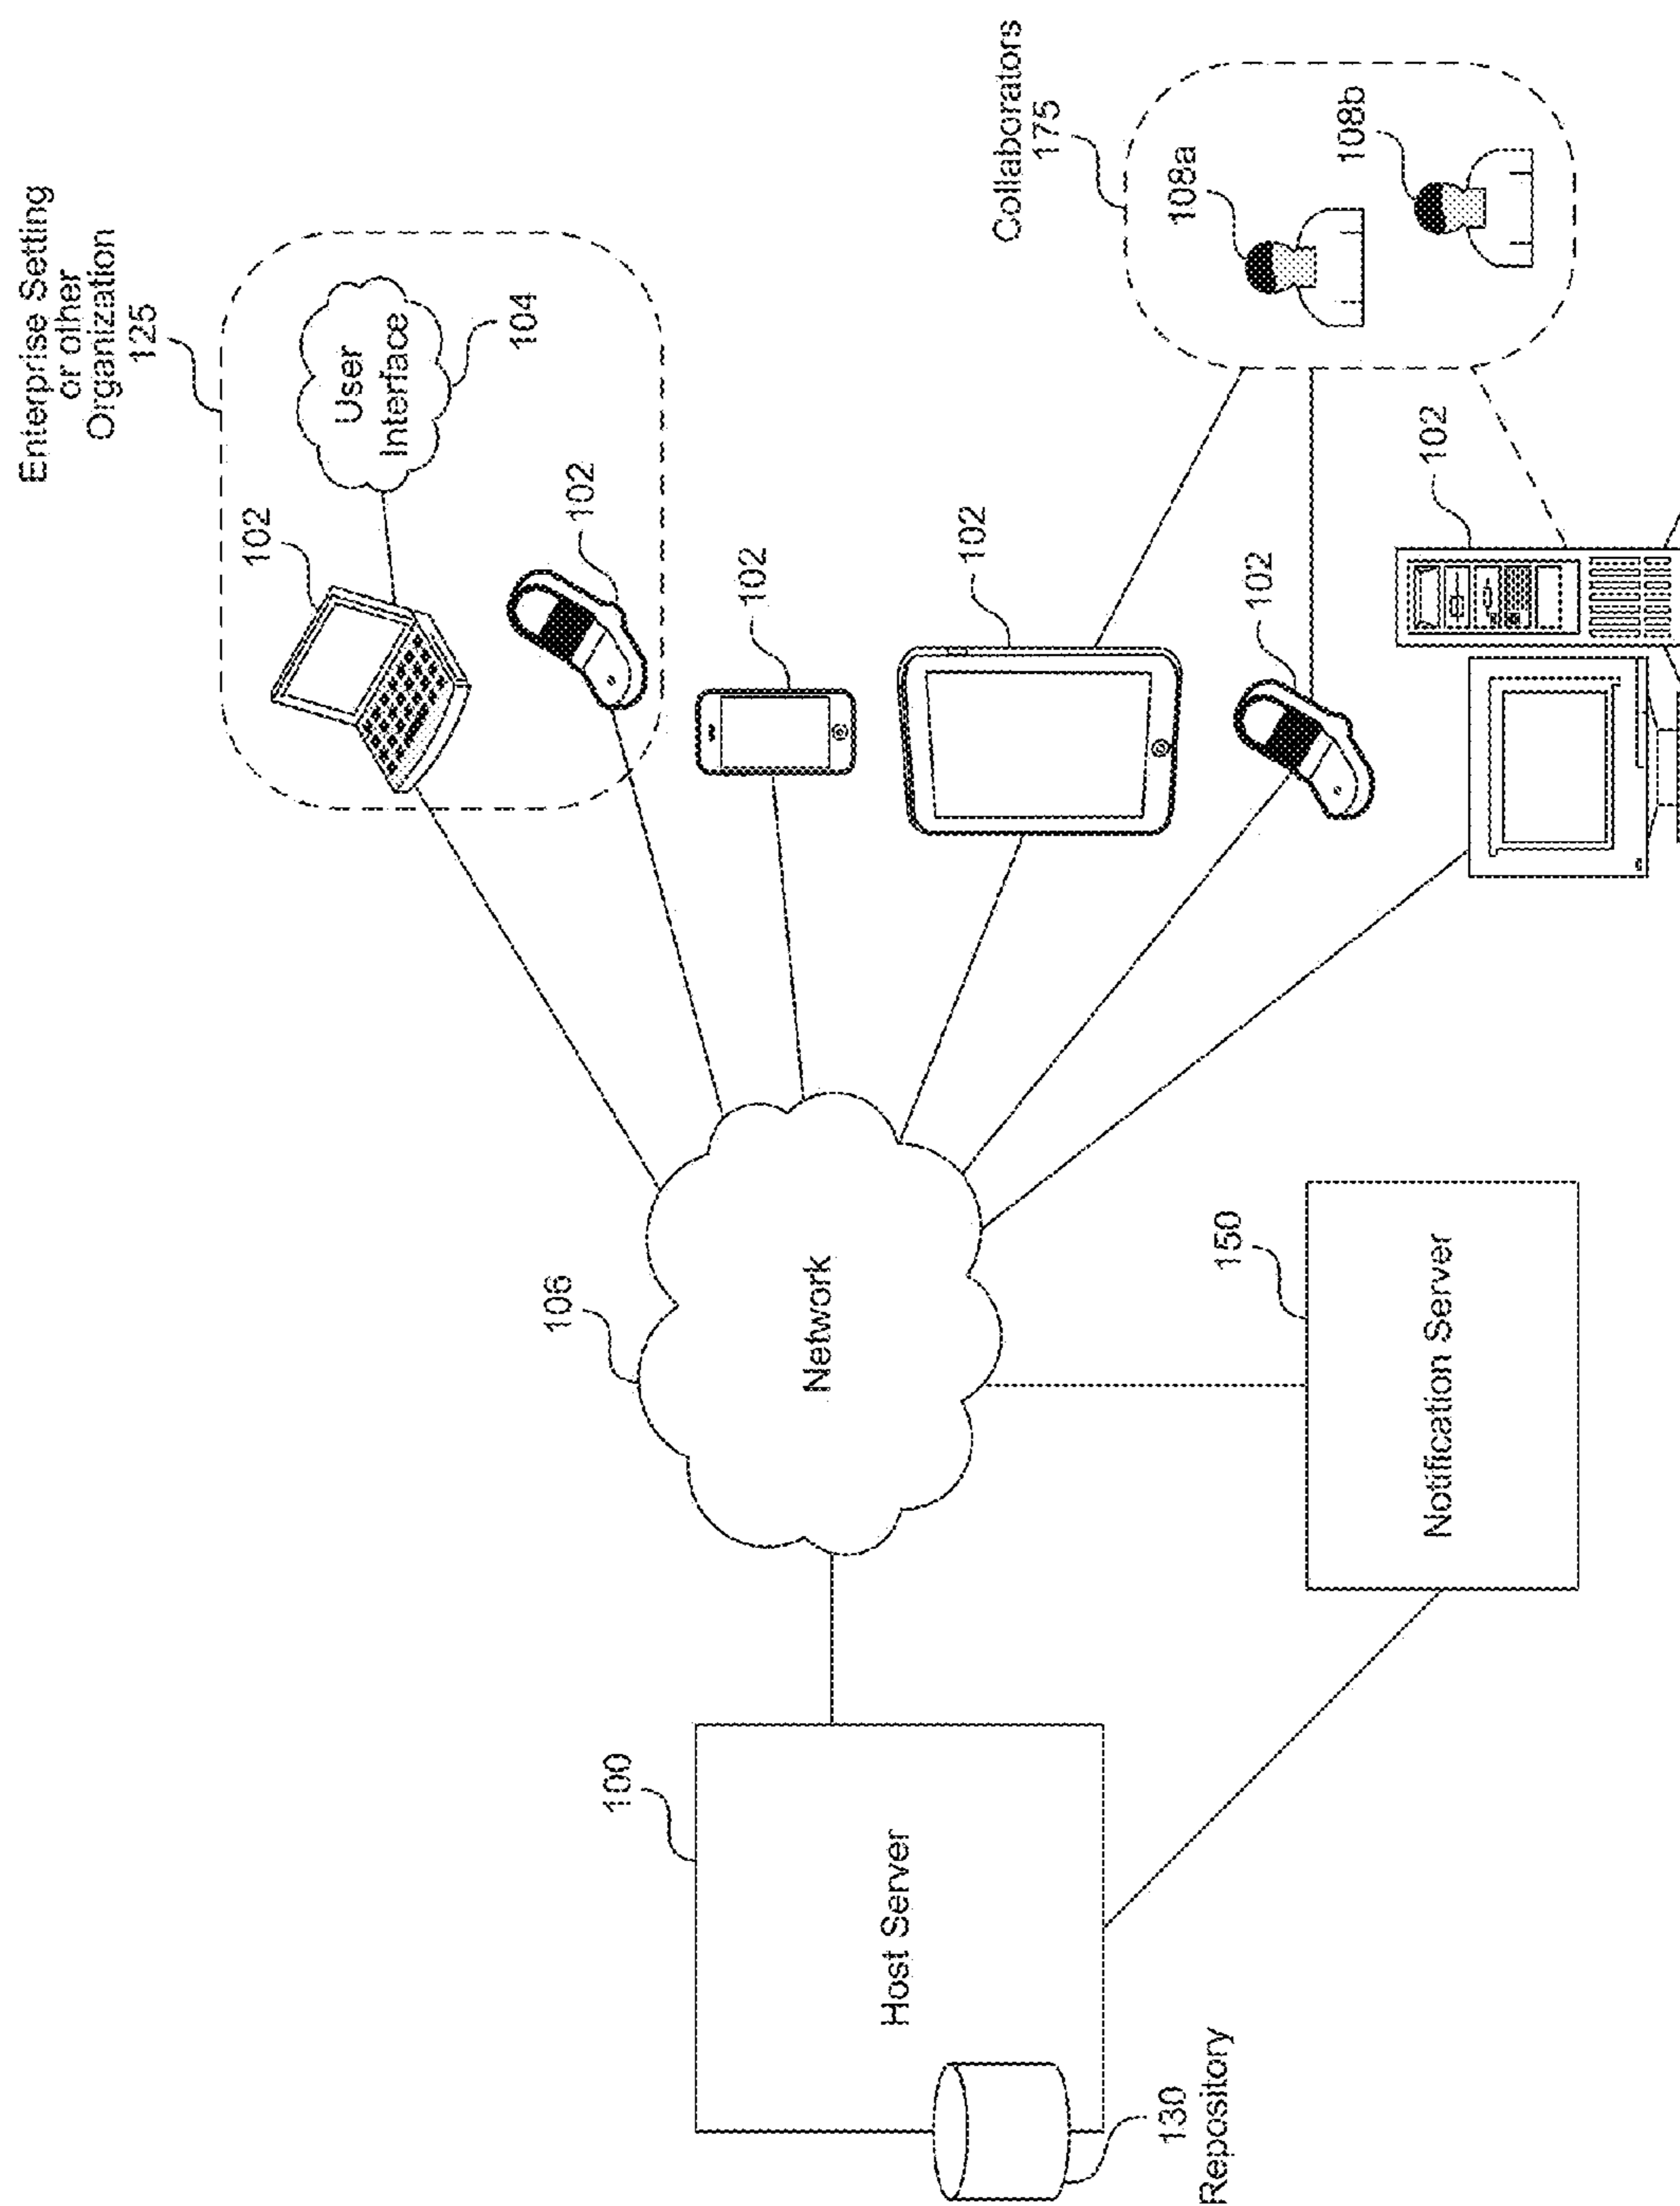 Enterprise Setting
or other
Organization
125
102
User
Interface
104
102
102
102
Collaborators
175
108a
108b
102
102
106
Network
150
Notification Server
100
Host Server
130
Repository